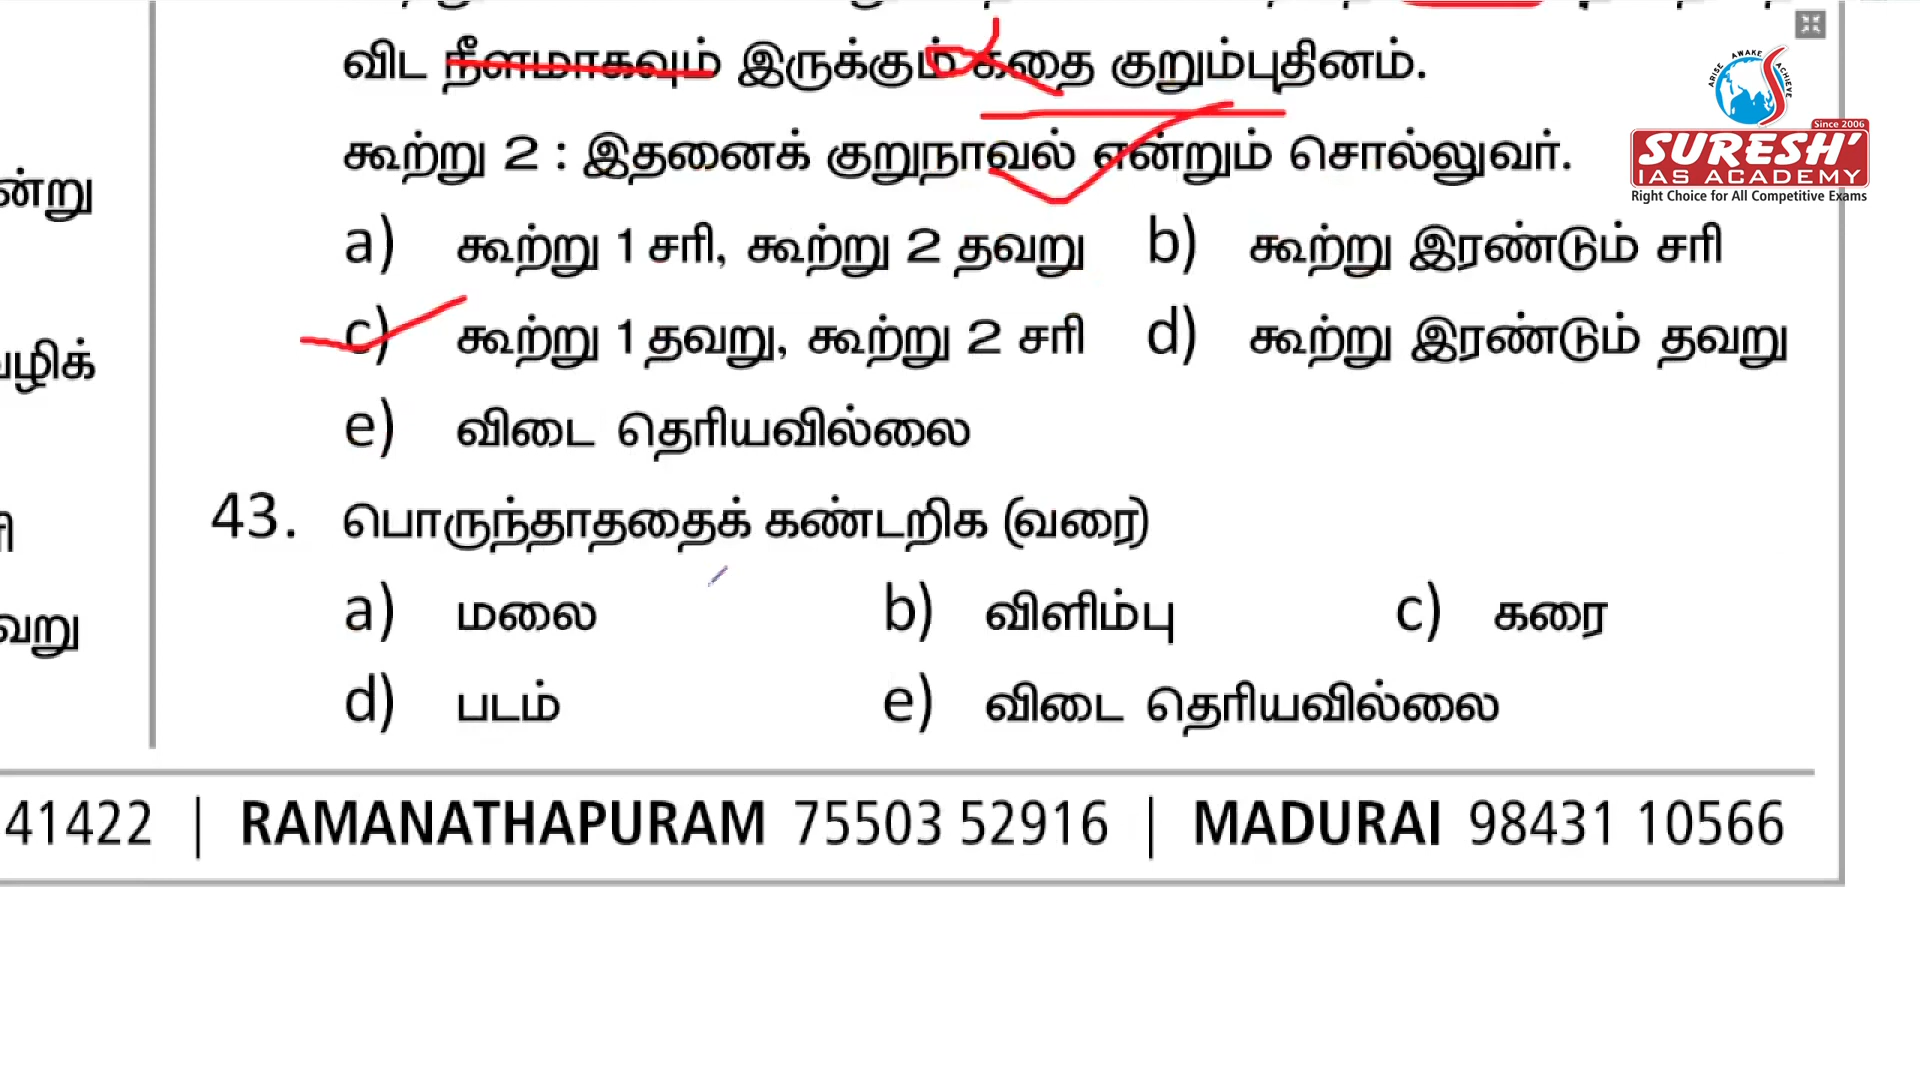 விட நீளமாகவும் இருக்கும் கதை குறும்புதினம்.
கூற்று 2 : இதனைக் குறுநாவல் என்றும் சொல்லுவர்.
a) கூற்று 1 சரி, கூற்று 2 தவறு b) கூற்று இரண்டும் சரி
c) கூற்று 1 தவறு, கூற்று 2 சரி d) கூற்று இரண்டும் தவறு
e) விடை தெரியவில்லை
43. பொருந்தாததைக் கண்டறிக (வரை)
a) மலை b) விளிம்பு c) கரை
d) படம் e) விடை தெரியவில்லை
41422 | RAMANATHAPURAM 75503 52916 | MADURAI 98431 10566
ARISE AWAKE ACHIEVE
Since 2006
SURESH'
IAS ACADEMY
Right Choice for All Competitive Exams